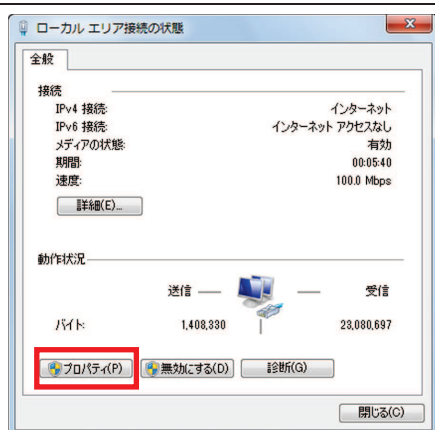 ローカル エリア接続の状態
全般
接続
IPv4 接続: インターネット
IPv6 接続: インターネット アクセスなし
メディアの状態: 有効
期間: 00:05:40
速度: 100.0 Mbps
詳細(E)...
動作状況
送信 受信
バイト: 1,408,330 23,080,697
プロパティ(P) 無効にする(D) 診断(G)
閉じる(C)